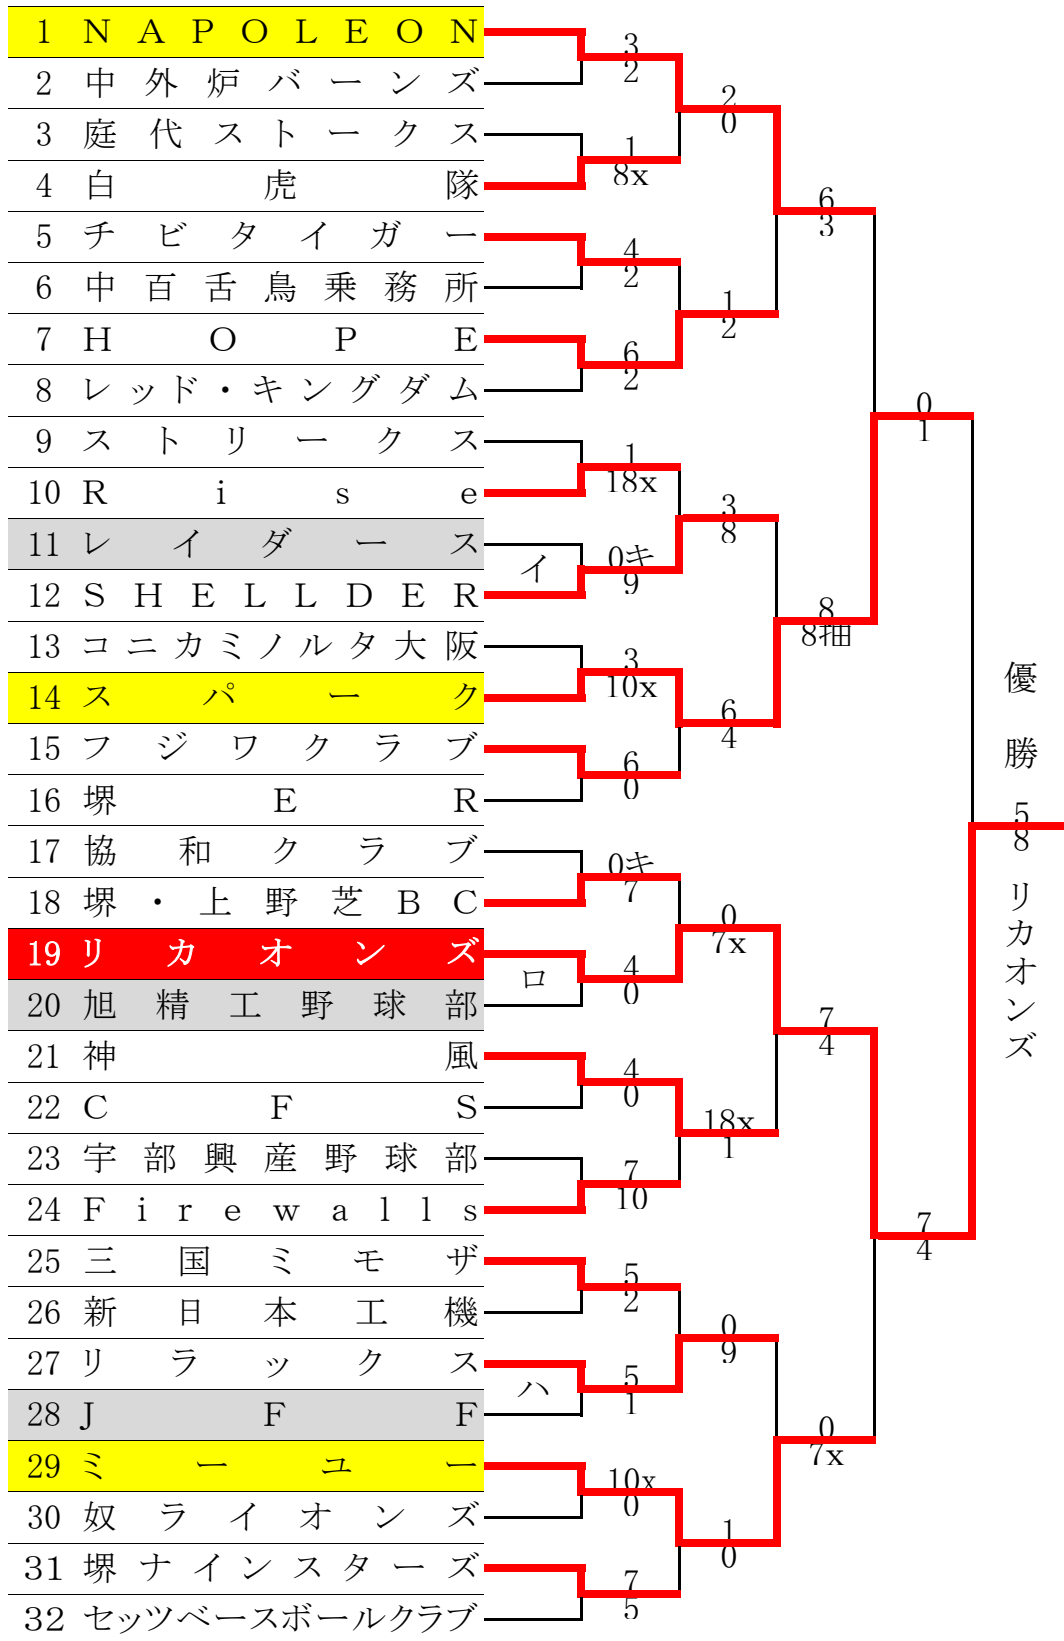 1 NAPOLEON
2 中外炉バーンズ
3 庭代ストークス
4 白虎隊
5 チビタイガー
6 中百舌鳥乗務所
7 HOPE
8 レッド・キングダム
9 ストリークス
10 Rise
11 レイダース
12 SHELLDER
13 コニカミノルタ大阪
14 スパーク
15 フジワクラブ
16 堺ER
17 協和クラブ
18 堺・上野芝BC
19 リカオンズ
20 旭精工野球部
21 神風
22 CFS
23 宇部興産野球部
24 Firewalls
25 三国ミモザ
26 新日本工機
27 リラックス
28 JFF
29 ミーユー
30 奴ライオンズ
31 堺ナインスターズ
32 セッツベースボールクラブ
イ
ロ
ハ
3
2
1
8x
4
2
6
2
1
18x
0キ
9
3
10x
6
0
0キ
7
4
0
4
0
7
10
5
2
5
1
10x
0
7
5
2
0
1
2
3
8
6
4
0
7x
18x
1
0
9
1
0
6
3
8
8抽
7
4
0
7x
0
1
7
4
優勝
5
8
リカオンズ